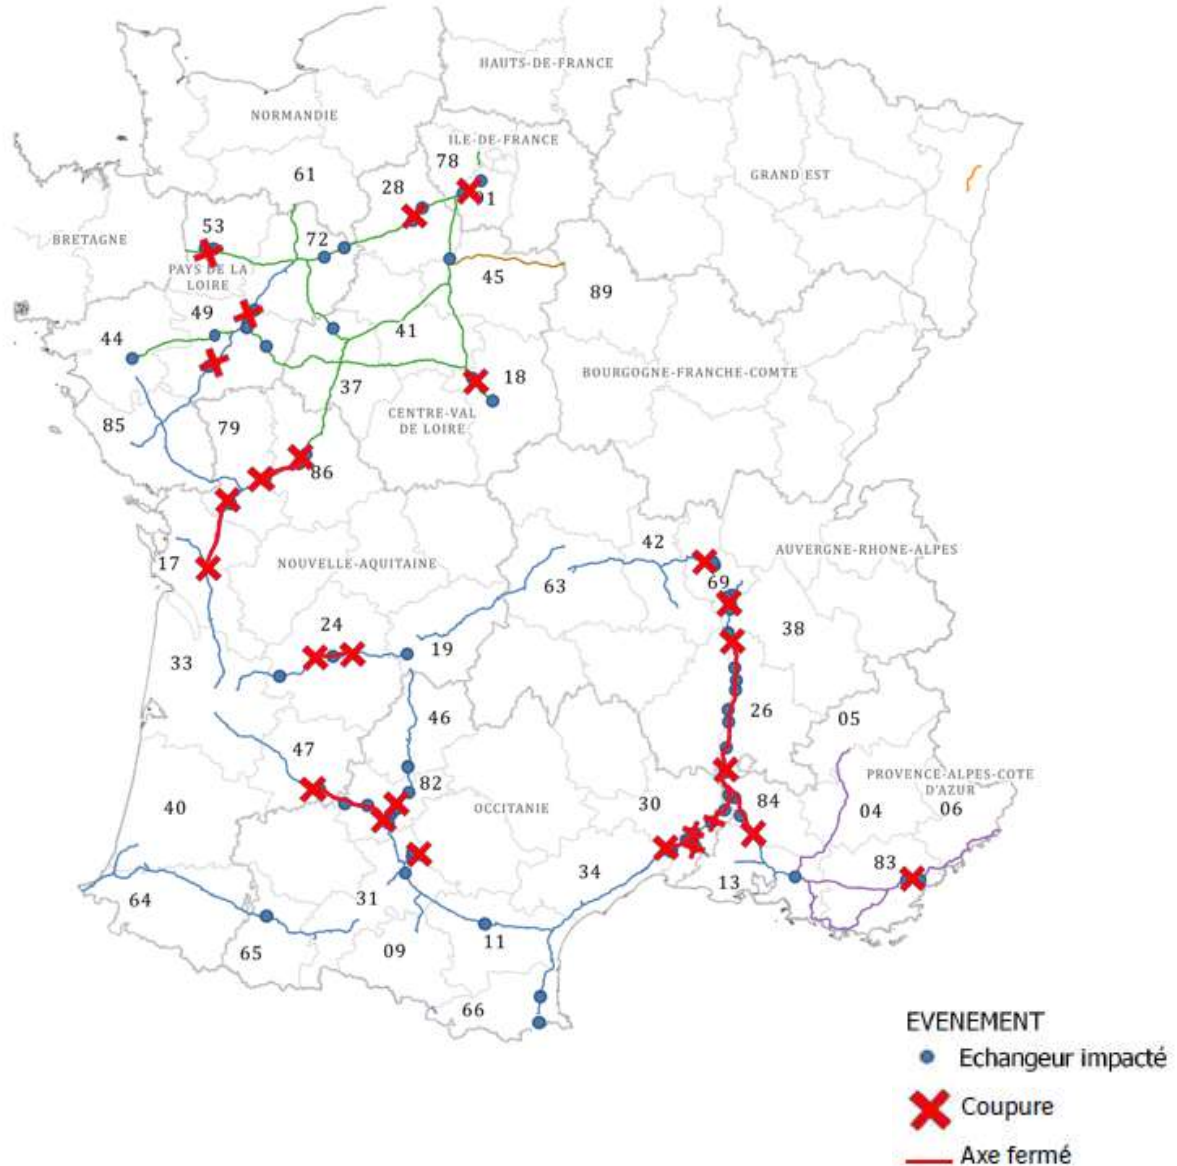 HAUTS-DE-FRANCE
NORMANDIE
ILE-DE-FRANCE
78
61
28
91
GRAND EST
53
BRETAGNE
72
PAYS DE LA
LOIRE
45
89
49
44
41
18
BOURGOGNE-FRANCHE-COMTE
37
CENTRE-VAL
DE LOIRE
85
79
86
42
AUVERGNE-RHONE-ALPES
17
NOUVELLE-AQUITAINE
69
63
24
38
19
33
46
26
05
47
82
PROVENCE-ALPES-COTE
D'AZUR
40
OCCITANIE
30
84
04
06
34
83
13
64
31
11
65
09
66
EVENEMENT
Echangeur impacté
Coupure
Axe fermé